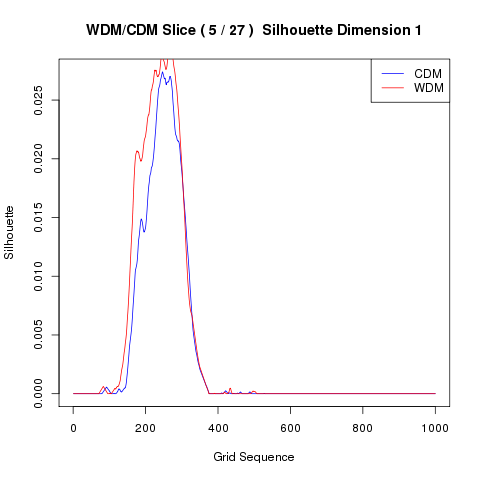 WDM/CDM Slice ( 5 / 27 )  Silhouette Dimension 1
CDM
WDM
Silhouette
0.025
0.020
0.015
0.010
0.005
0.000
0 200 400 600 800 1000
Grid Sequence